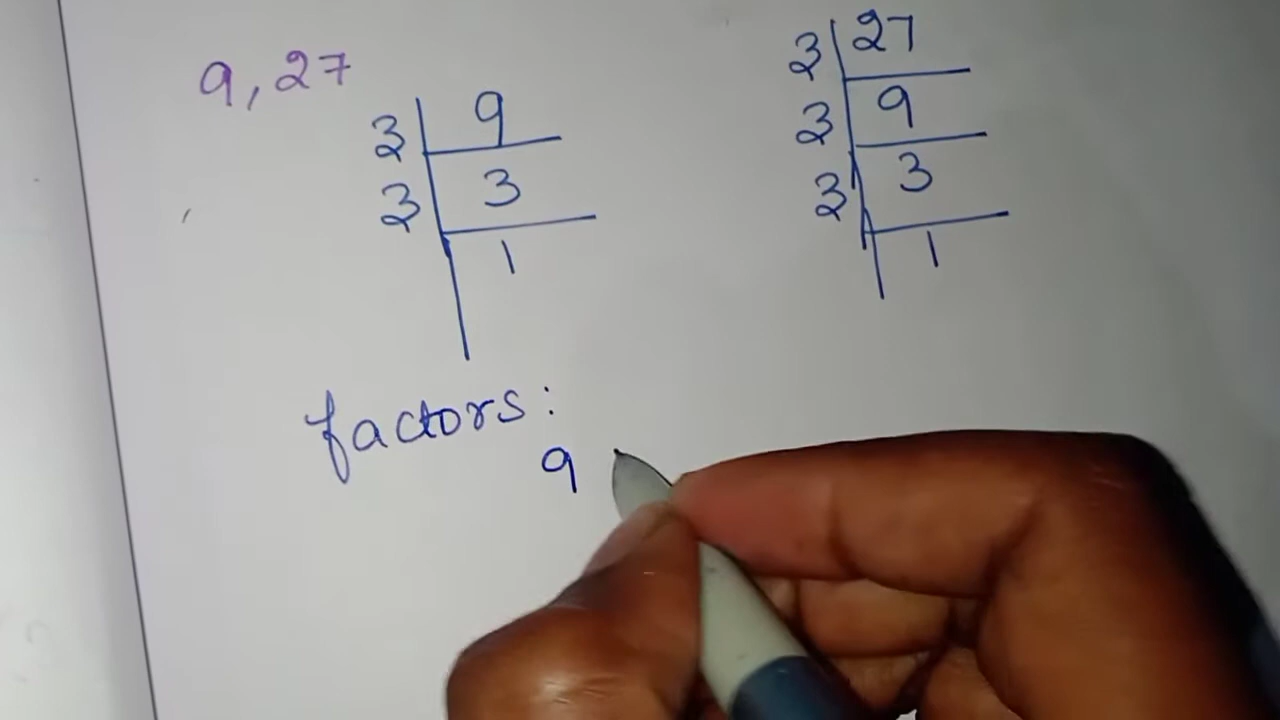 9, 27
3 | 9
3 | 3
1
3 | 27
3 | 9
3 | 3
1
factors:
9